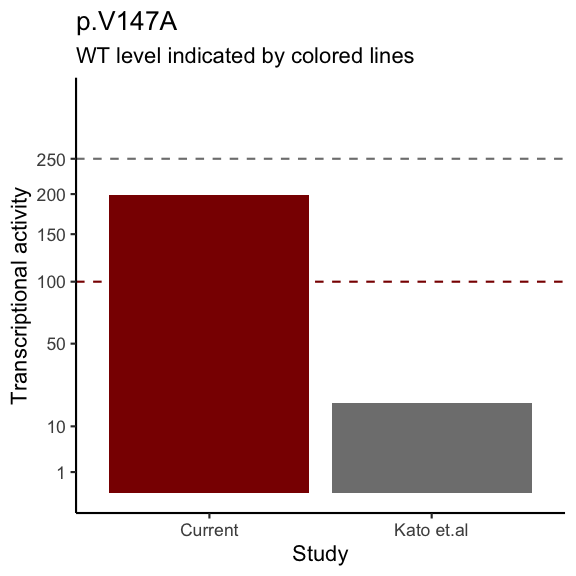 p.V147A
WT level indicated by colored lines
Transcriptional activity
250
200
150
100
50
10
1
Current
Kato et.al
Study